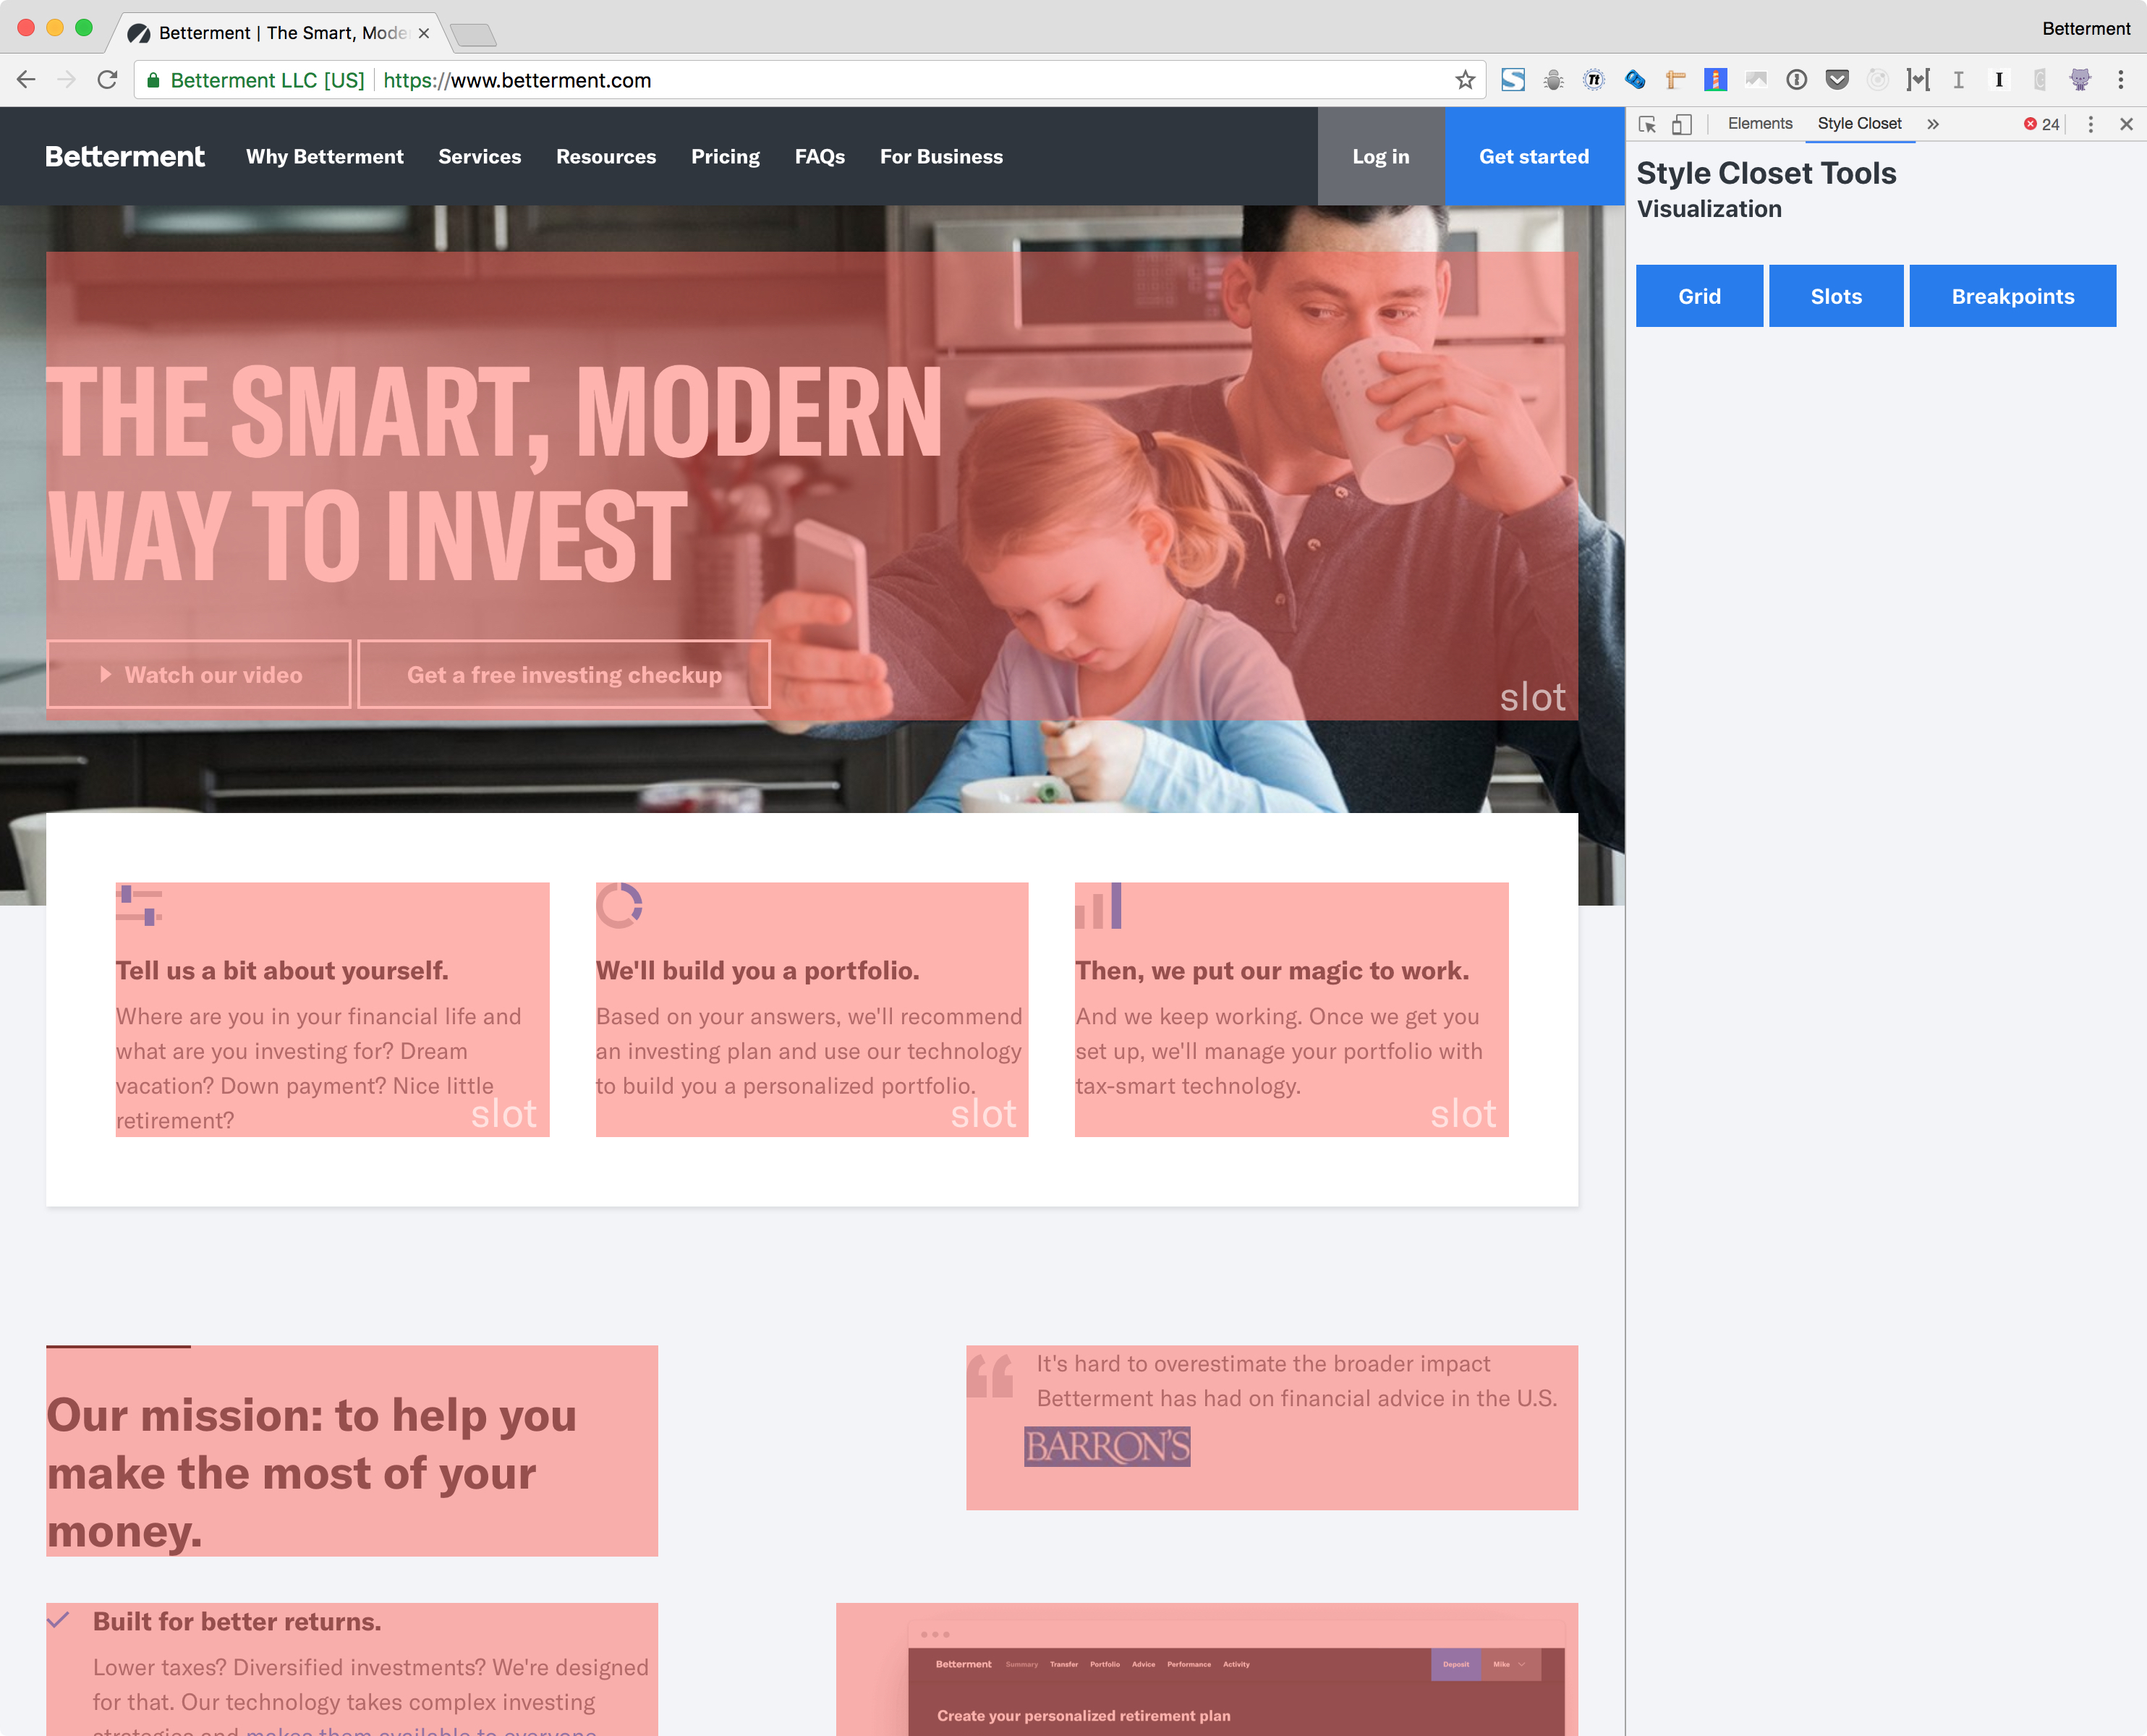 Betterment | The Smart, Mode
Betterment
Betterment LLC [US] https://www.betterment.com
Betterment Why Betterment Services Resources Pricing FAQs For Business Log in Get started
Elements Style Closet 24
Style Closet Tools
Visualization
Grid Slots Breakpoints
THE SMART, MODERN
WAY TO INVEST
Watch our video Get a free investing checkup
slot
Tell us a bit about yourself.
Where are you in your financial life and
what are you investing for? Dream
vacation? Down payment? Nice little
retirement?
slot
We'll build you a portfolio.
Based on your answers, we'll recommend
an investing plan and use our technology
to build you a personalized portfolio.
slot
Then, we put our magic to work.
And we keep working. Once we get you
set up, we'll manage your portfolio with
tax-smart technology.
slot
Our mission: to help you
make the most of your
money.
It's hard to overestimate the broader impact
Betterment has had on financial advice in the U.S.
BARRON'S
Built for better returns.
Lower taxes? Diversified investments? We're designed
for that. Our technology takes complex investing
strategies and makes them available to everyone
Betterment Summary Transfer Portfolio Advice Performance Activity Deposit Mike
Create your personalized retirement plan